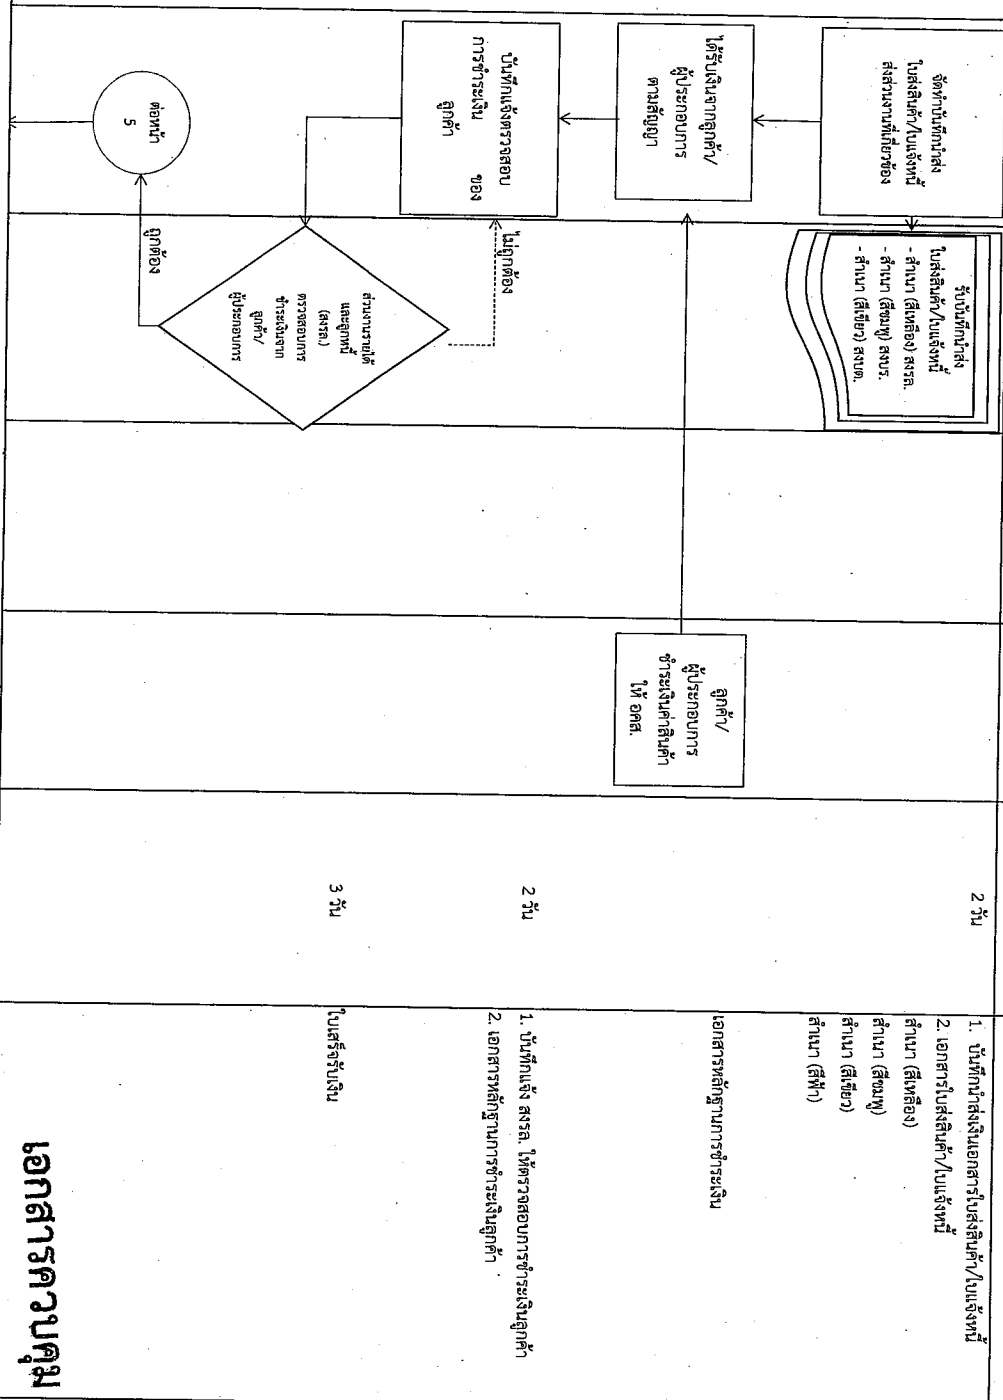 จัดทำบันทึกนำส่ง
ใบส่งสินค้า/ใบแจ้งหนี้
ส่งส่วนงานที่เกี่ยวข้อง
รับบันทึกนำส่ง
ใบส่งสินค้า/ใบแจ้งหนี้
- สำเนา (สีเหลือง) สงรล.
- สำเนา (สีชมพู) สงบร.
- สำเนา (สีเขียว) สงบต.
2 วัน
1. บันทึกนำส่งเงินเอกสารใบส่งสินค้า/ใบแจ้งหนี้
2. เอกสารใบส่งสินค้า/ใบแจ้งหนี้
สำเนา (สีเหลือง)
สำเนา (สีชมพู)
สำเนา (สีเขียว)
สำเนา (สีฟ้า)
ได้รับเงินจากลูกค้า/
ผู้ประกอบการ
ตามสัญญา
ลูกค้า/
ผู้ประกอบการ
ชำระเงินค่าสินค้า
ให้ อคส.
เอกสารหลักฐานการชำระเงิน
บันทึกแจ้งตรวจสอบ
การชำระเงิน ของ
ลูกค้า
ไม่ถูกต้อง
2 วัน
1. บันทึกแจ้ง สงรล. ให้ตรวจสอบการชำระเงินลูกค้า
2. เอกสารหลักฐานการชำระเงินลูกค้า
ส่วนงานรายได้
และลูกหนี้
(สงรล.)
ตรวจสอบการ
ชำระเงินจาก
ลูกค้า/
ผู้ประกอบการ
3 วัน
ใบเสร็จรับเงิน
ถูกต้อง
ต่อหน้า
5
เอกสารควบคุม